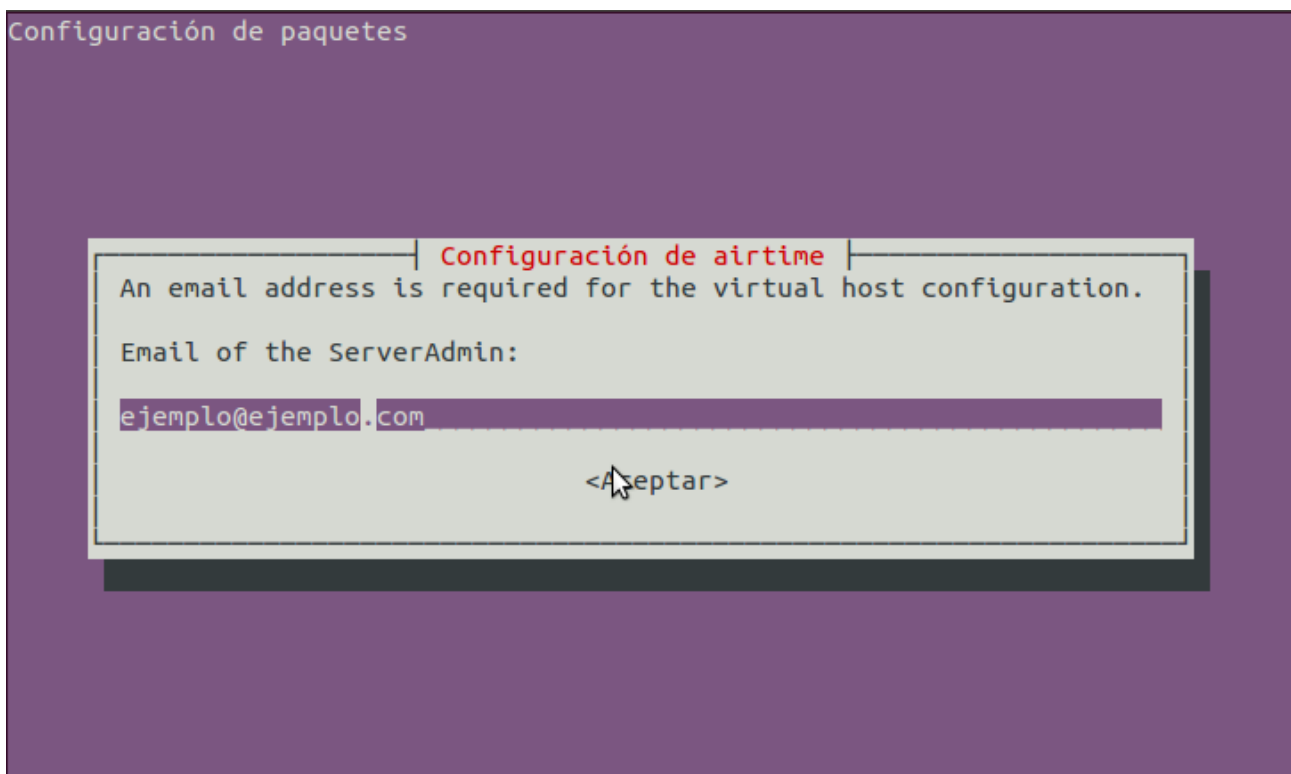 Configuración de paquetes
Configuración de airtime
An email address is required for the virtual host configuration.
Email of the ServerAdmin:
ejemplo@ejemplo.com
<Aceptar>